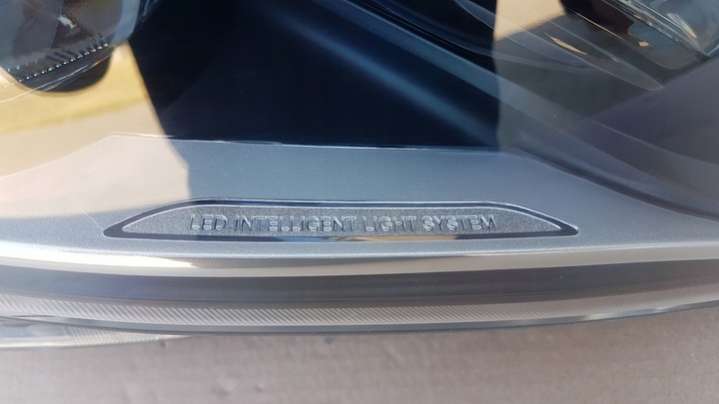 LED INTELLIGENT LIGHT SYSTEM